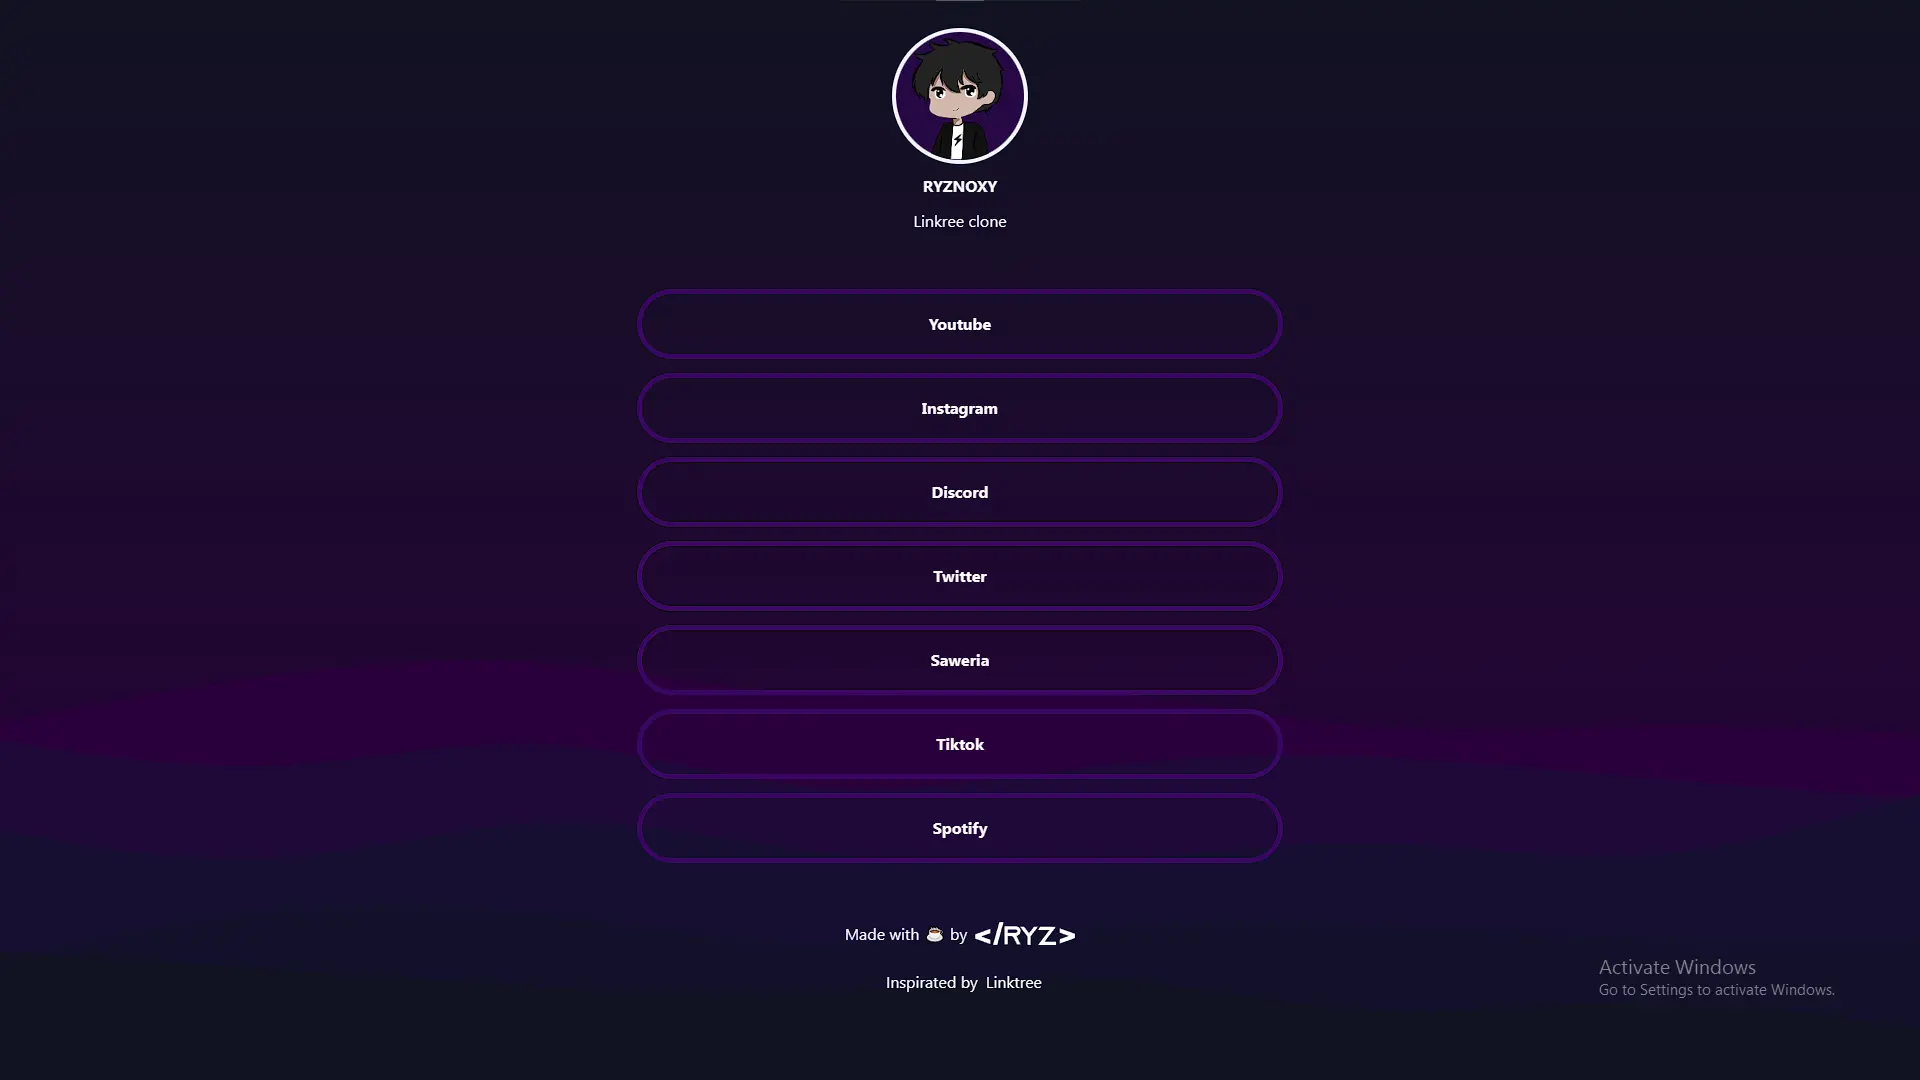 RYZNOXY
Linkree clone
Youtube
Instagram
Discord
Twitter
Saweria
Tiktok
Spotify
Made with ☕ by </RYZ>
Inspirated by Linktree
Activate Windows
Go to Settings to activate Windows.